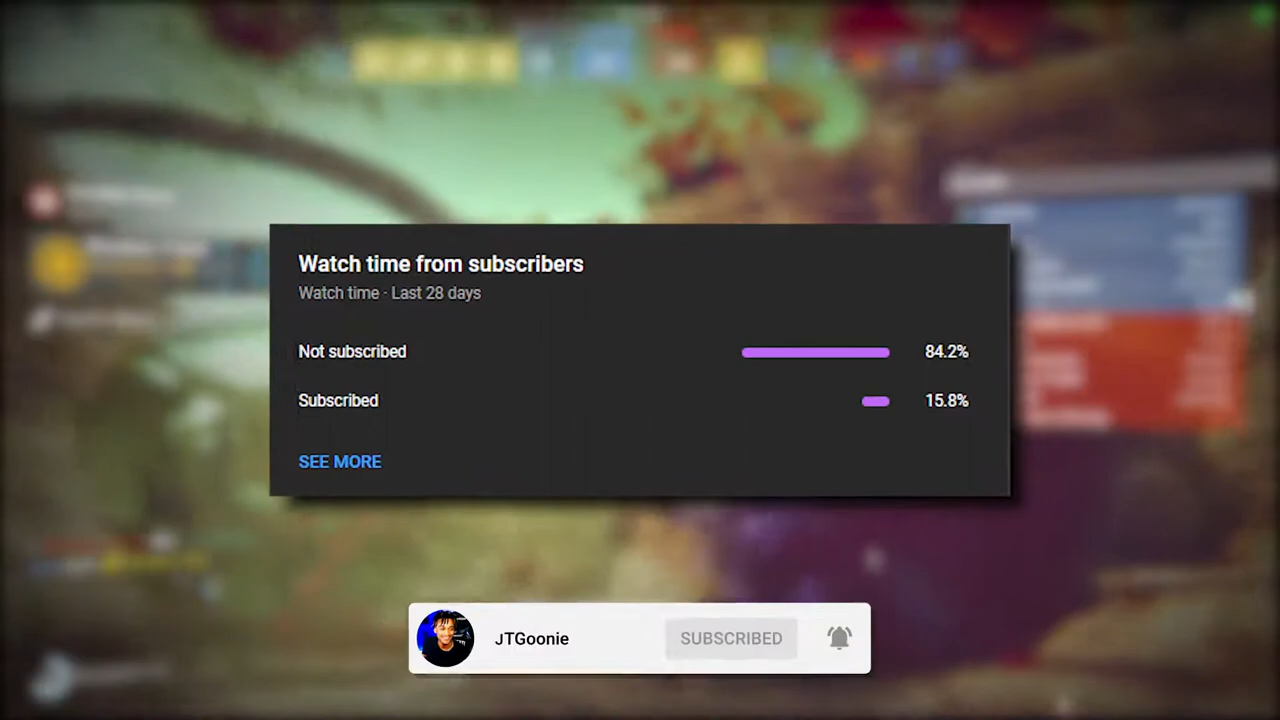 Watch time from subscribers
Watch time · Last 28 days
Not subscribed 84.2%
Subscribed 15.8%
SEE MORE
JTGoonie SUBSCRIBED